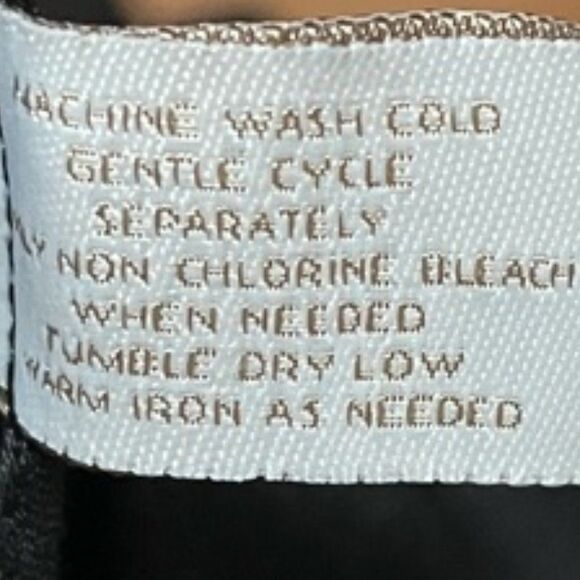 MACHINE WASH COLD
GENTLE CYCLE
SEPARATELY
NON CHLORINE BLEACH
WHEN NEEDED
TUMBLE DRY LOW
WARM IRON AS NEEDED